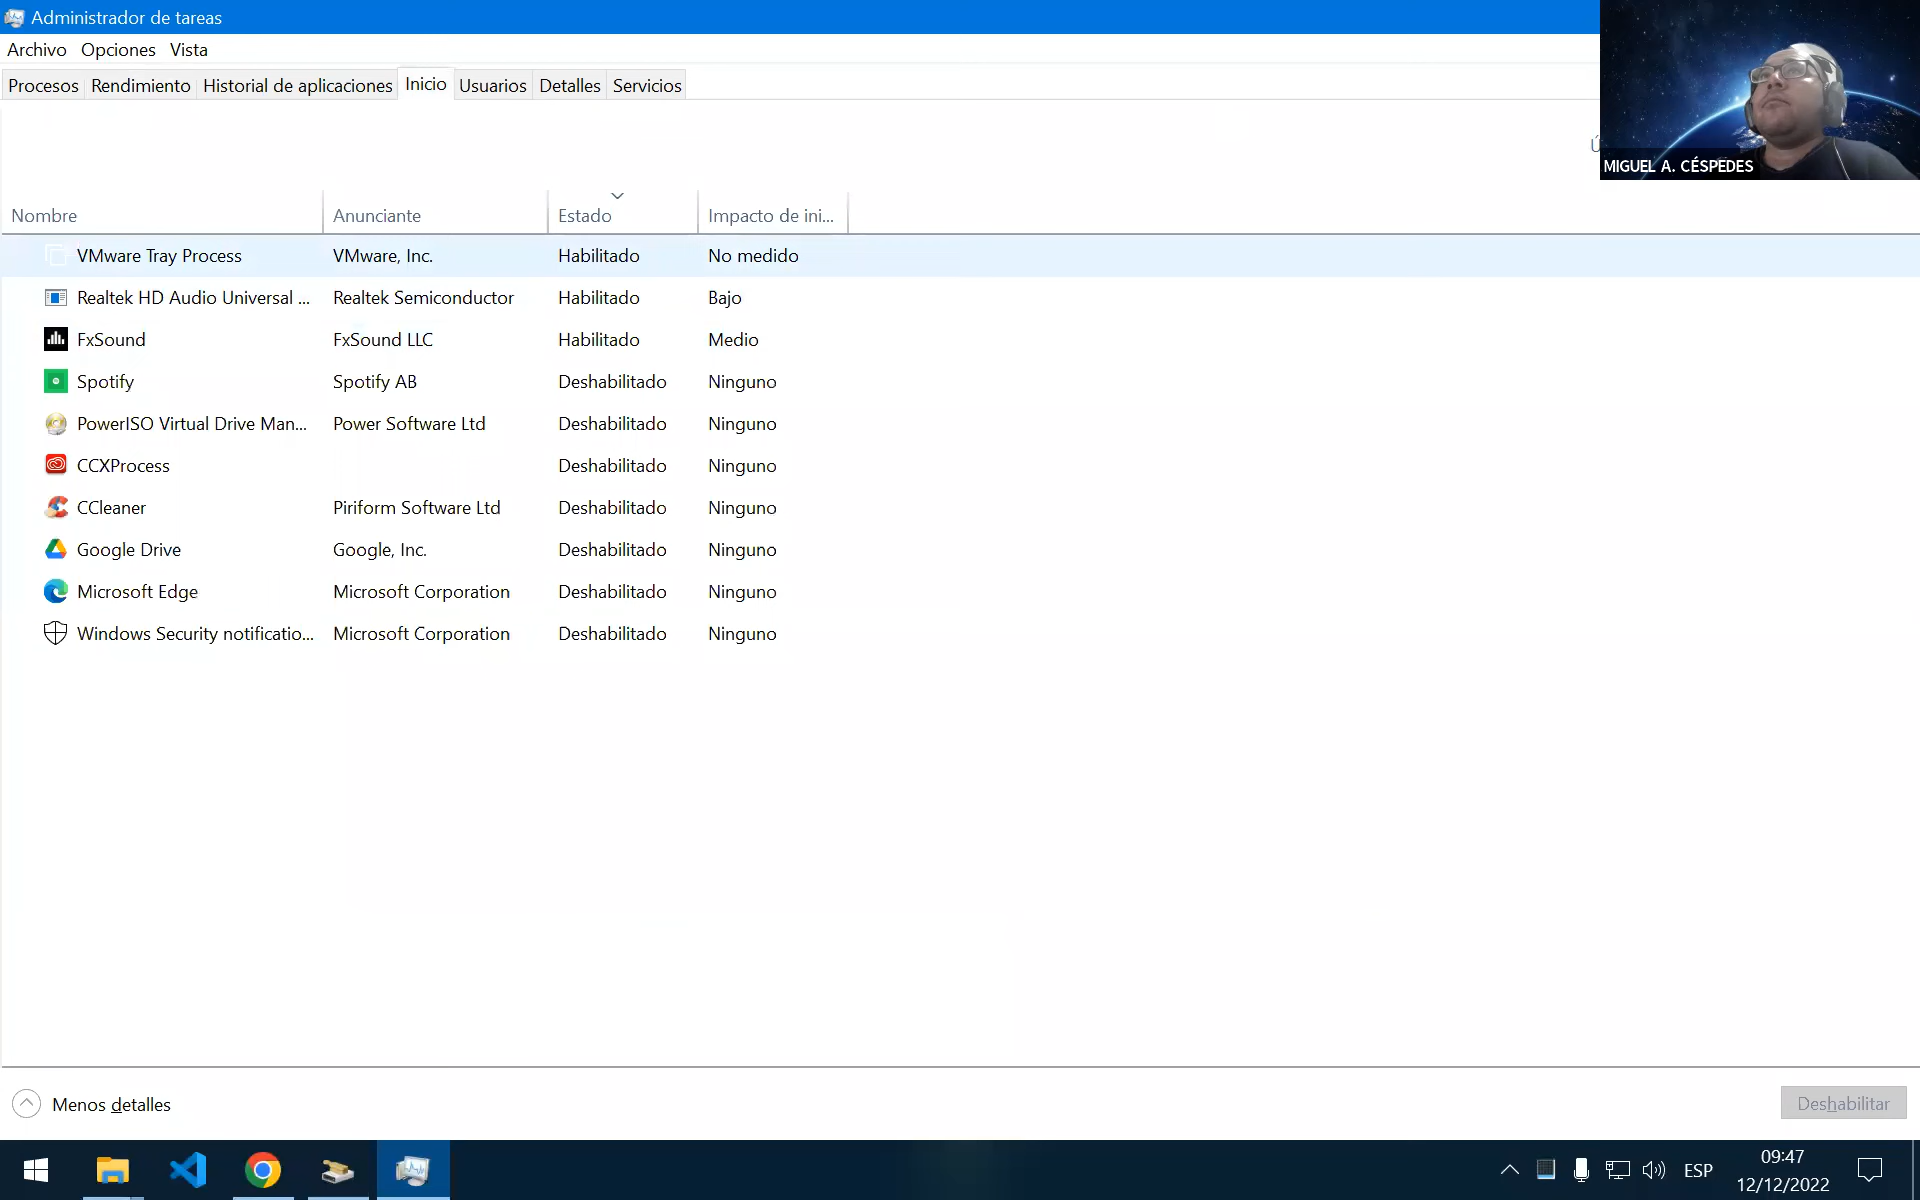 Administrador de tareas
Archivo Opciones Vista
Procesos Rendimiento Historial de aplicaciones Inicio Usuarios Detalles Servicios
MIGUEL A. CÉSPEDES
Nombre Anunciante Estado Impacto de ini...
VMware Tray Process VMware, Inc. Habilitado No medido
Realtek HD Audio Universal ... Realtek Semiconductor Habilitado Bajo
FxSound FxSound LLC Habilitado Medio
Spotify Spotify AB Deshabilitado Ninguno
PowerISO Virtual Drive Man... Power Software Ltd Deshabilitado Ninguno
CCXProcess Deshabilitado Ninguno
CCleaner Piriform Software Ltd Deshabilitado Ninguno
Google Drive Google, Inc. Deshabilitado Ninguno
Microsoft Edge Microsoft Corporation Deshabilitado Ninguno
Windows Security notificatio... Microsoft Corporation Deshabilitado Ninguno
Menos detalles Deshabilitar
ESP 09:47
12/12/2022